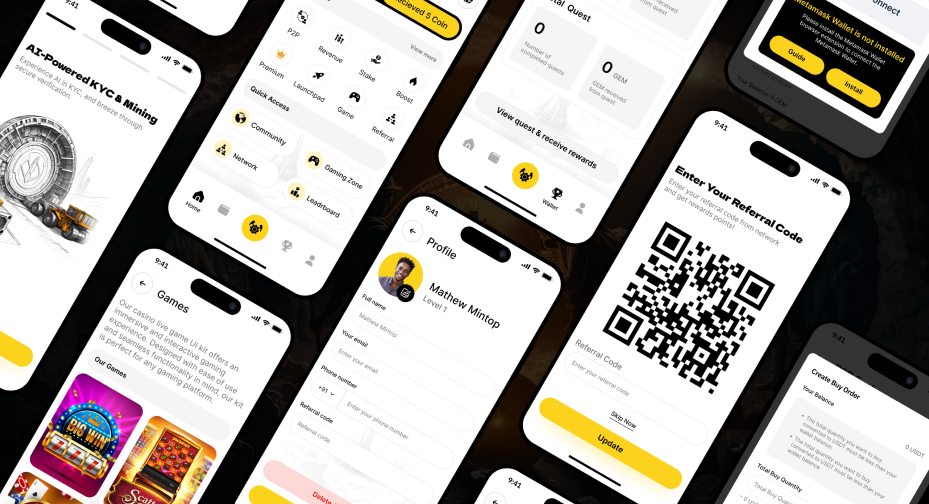 9:41
AI-Powered KYC & Mining
Experience AI in KYC, and breeze through
secure verification.
Recieved 5 Coin
View more
P2P
Revenue
Stake
Boost
Premium
Launchpad
Game
Referral
Quick Access
Community
Gaming Zone
Network
Leadrboard
Home
9:41
Games
Our casino live game UI kit offers an
immersive and interactive gaming
experience. Designed with ease of use
and seamless functionality in mind, our kit
is perfect for any gaming platform.
Our Games
BIG WIN
777
received
from quest
Quest
0
Number of
completed quests
0 GEM
GEM received
from quest
View quest & receive rewards
Wallet
9:41
Profile
Mathew Mintop
Level 1
Full name
Mathew Mintop
Your email
Enter your email
Phone number
+91
Enter your phone number
Referral code
Referral code
Delete
9:41
Enter Your Referral Code
Enter your referral code from network
and get rewards points!
Referral Code
Enter your referral code
Skip Now
Update
9:41
Metamask Wallet is not installed
Please install the Metamask Wallet
browser extension to connect the
Metamask Wallet
Guide
Install
Your Balance: 0 GEM
9:41
Create Buy Order
Your Balance
0 USDT
• The total quantity you want to buy
converted to USDT must be less than your
wallet balance.
• The total quantity you want to buy
converted to USDT must be less than your
wallet balance.
Total Buy Quantity
Total Buy
9:41